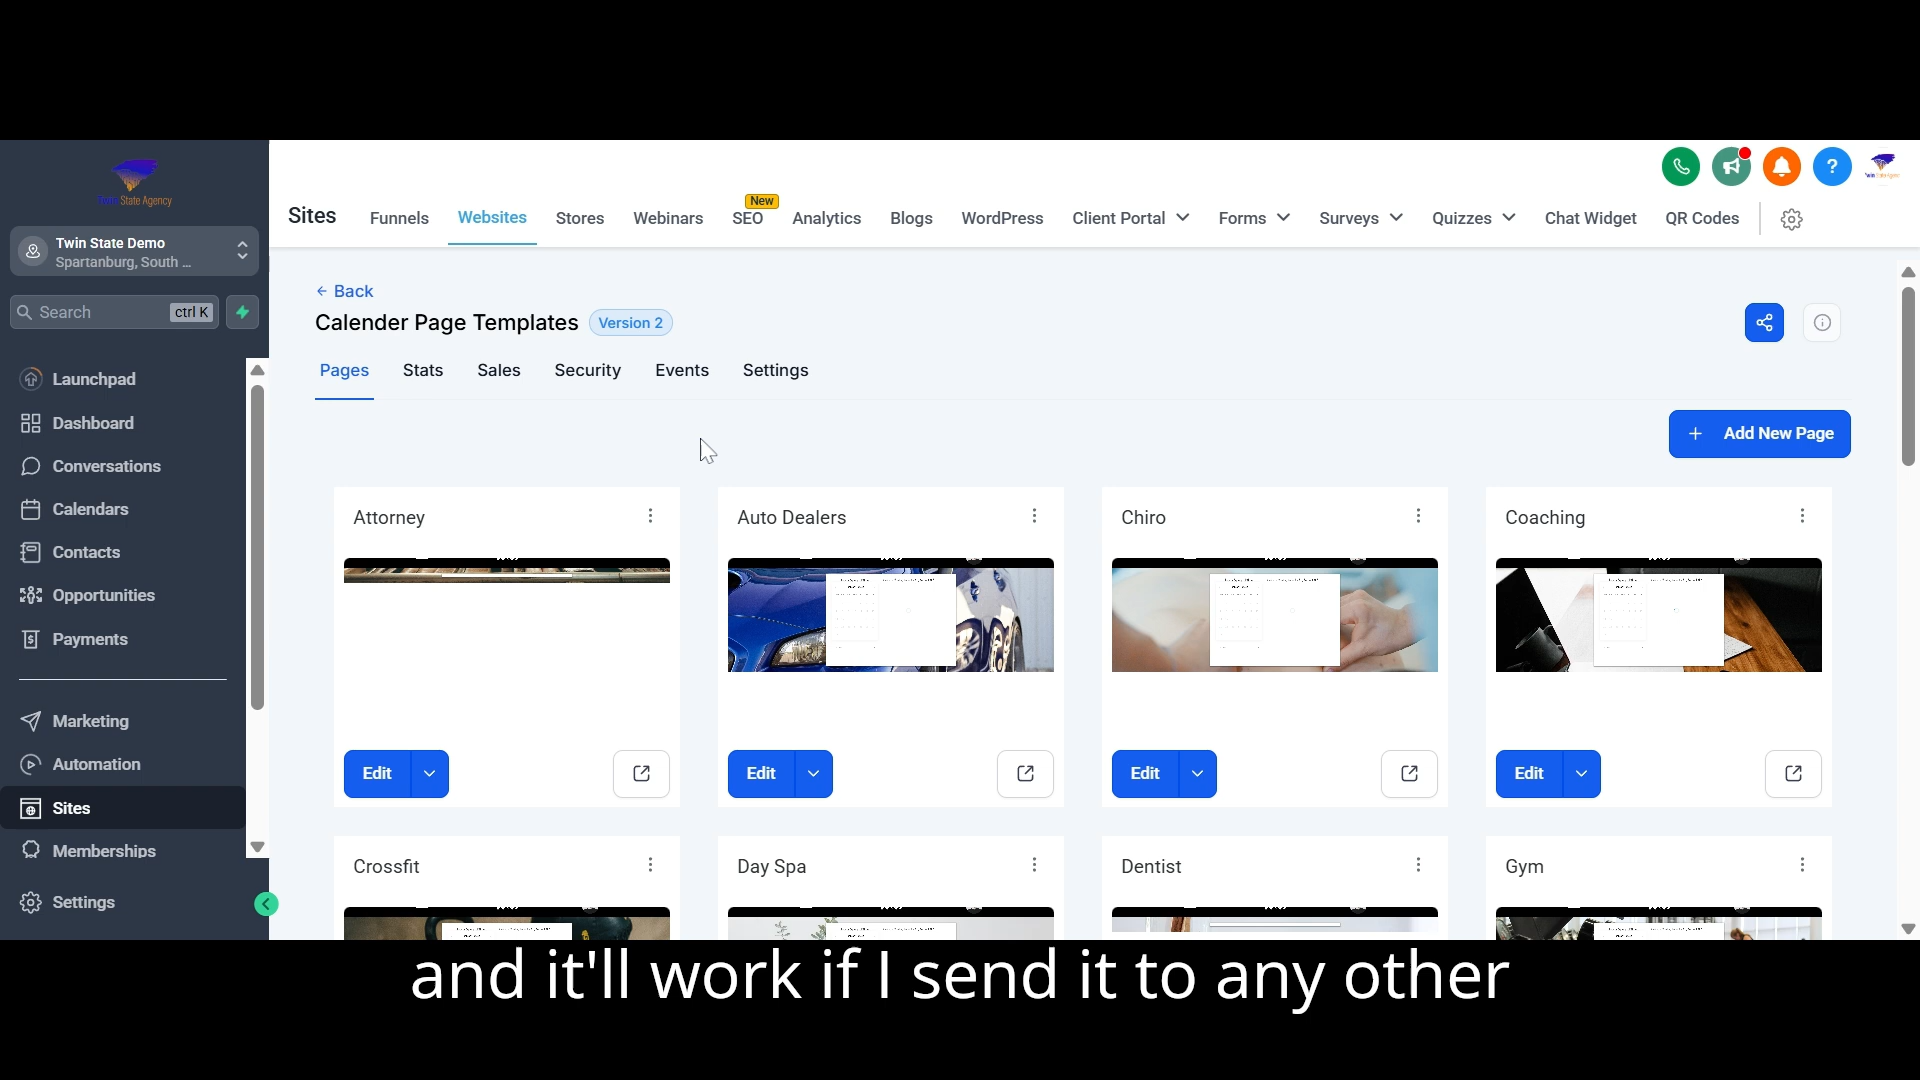 Twin State Agency
Twin State Demo
Spartanburg, South ...
Search
ctrl K
Launchpad
Dashboard
Conversations
Calendars
Contacts
Opportunities
Payments
Marketing
Automation
Sites
Memberships
Settings
Sites
Funnels
Websites
Stores
Webinars
SEO
New
Analytics
Blogs
WordPress
Client Portal
Forms
Surveys
Quizzes
Chat Widget
QR Codes
Back
Calender Page Templates
Version 2
Pages
Stats
Sales
Security
Events
Settings
+ Add New Page
Attorney
Auto Dealers
Chiro
Coaching
Edit
Edit
Edit
Edit
Crossfit
Day Spa
Dentist
Gym
and it'll work if I send it to any other